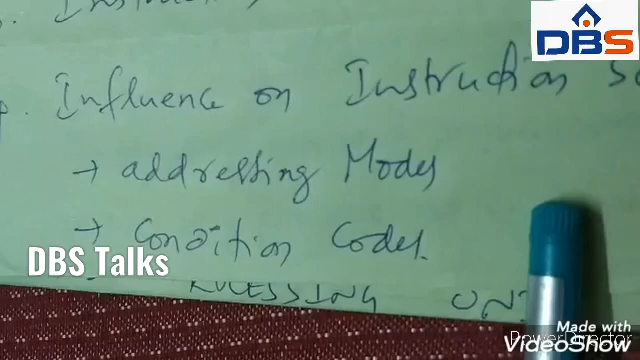 DBS
Influence on Instruction
→ addressing Modes
→ Condition Codes.
DBS Talks
Made with
VideoShow